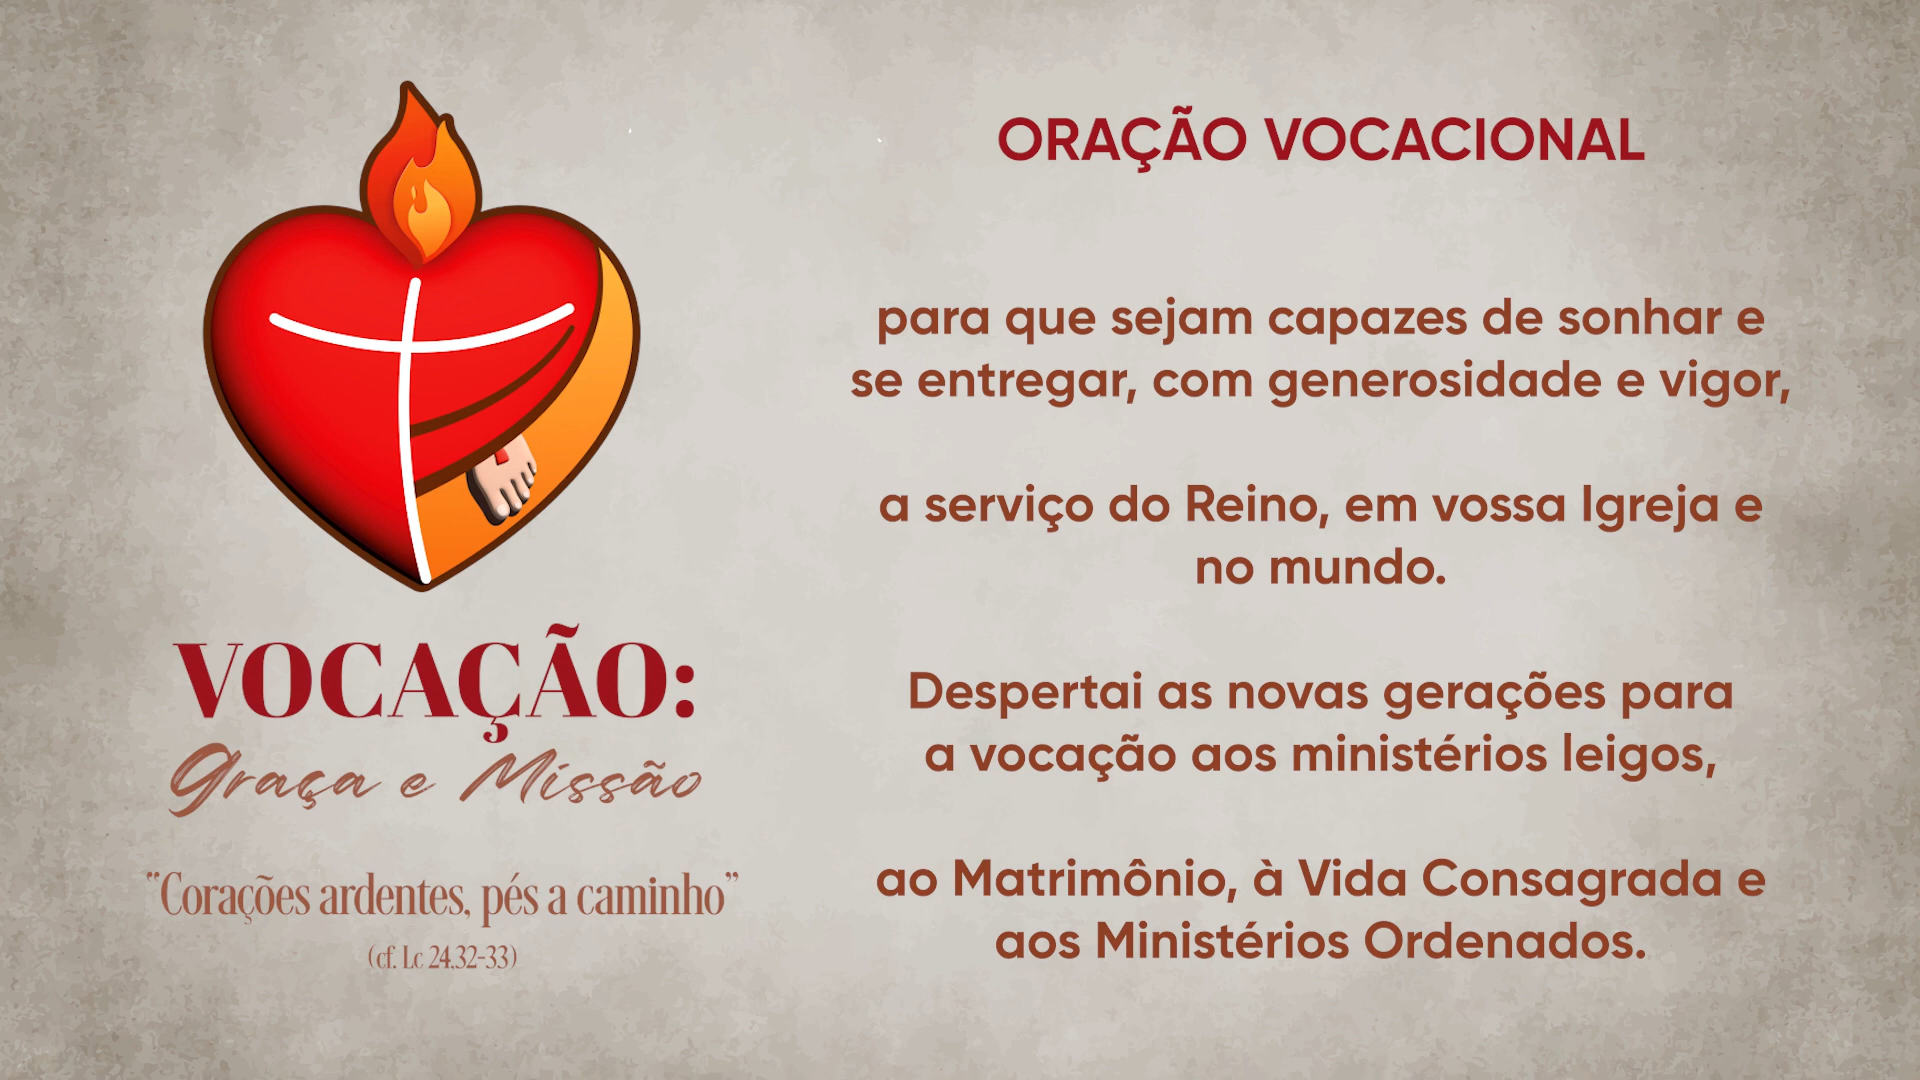 VOCAÇÃO:
Graça e Missão
“Corações ardentes, pés a caminho”
(cf. Lc 24,32-33)
ORAÇÃO VOCACIONAL
para que sejam capazes de sonhar e
se entregar, com generosidade e vigor,
a serviço do Reino, em vossa Igreja e
no mundo.
Despertai as novas gerações para
a vocação aos ministérios leigos,
ao Matrimônio, à Vida Consagrada e
aos Ministérios Ordenados.